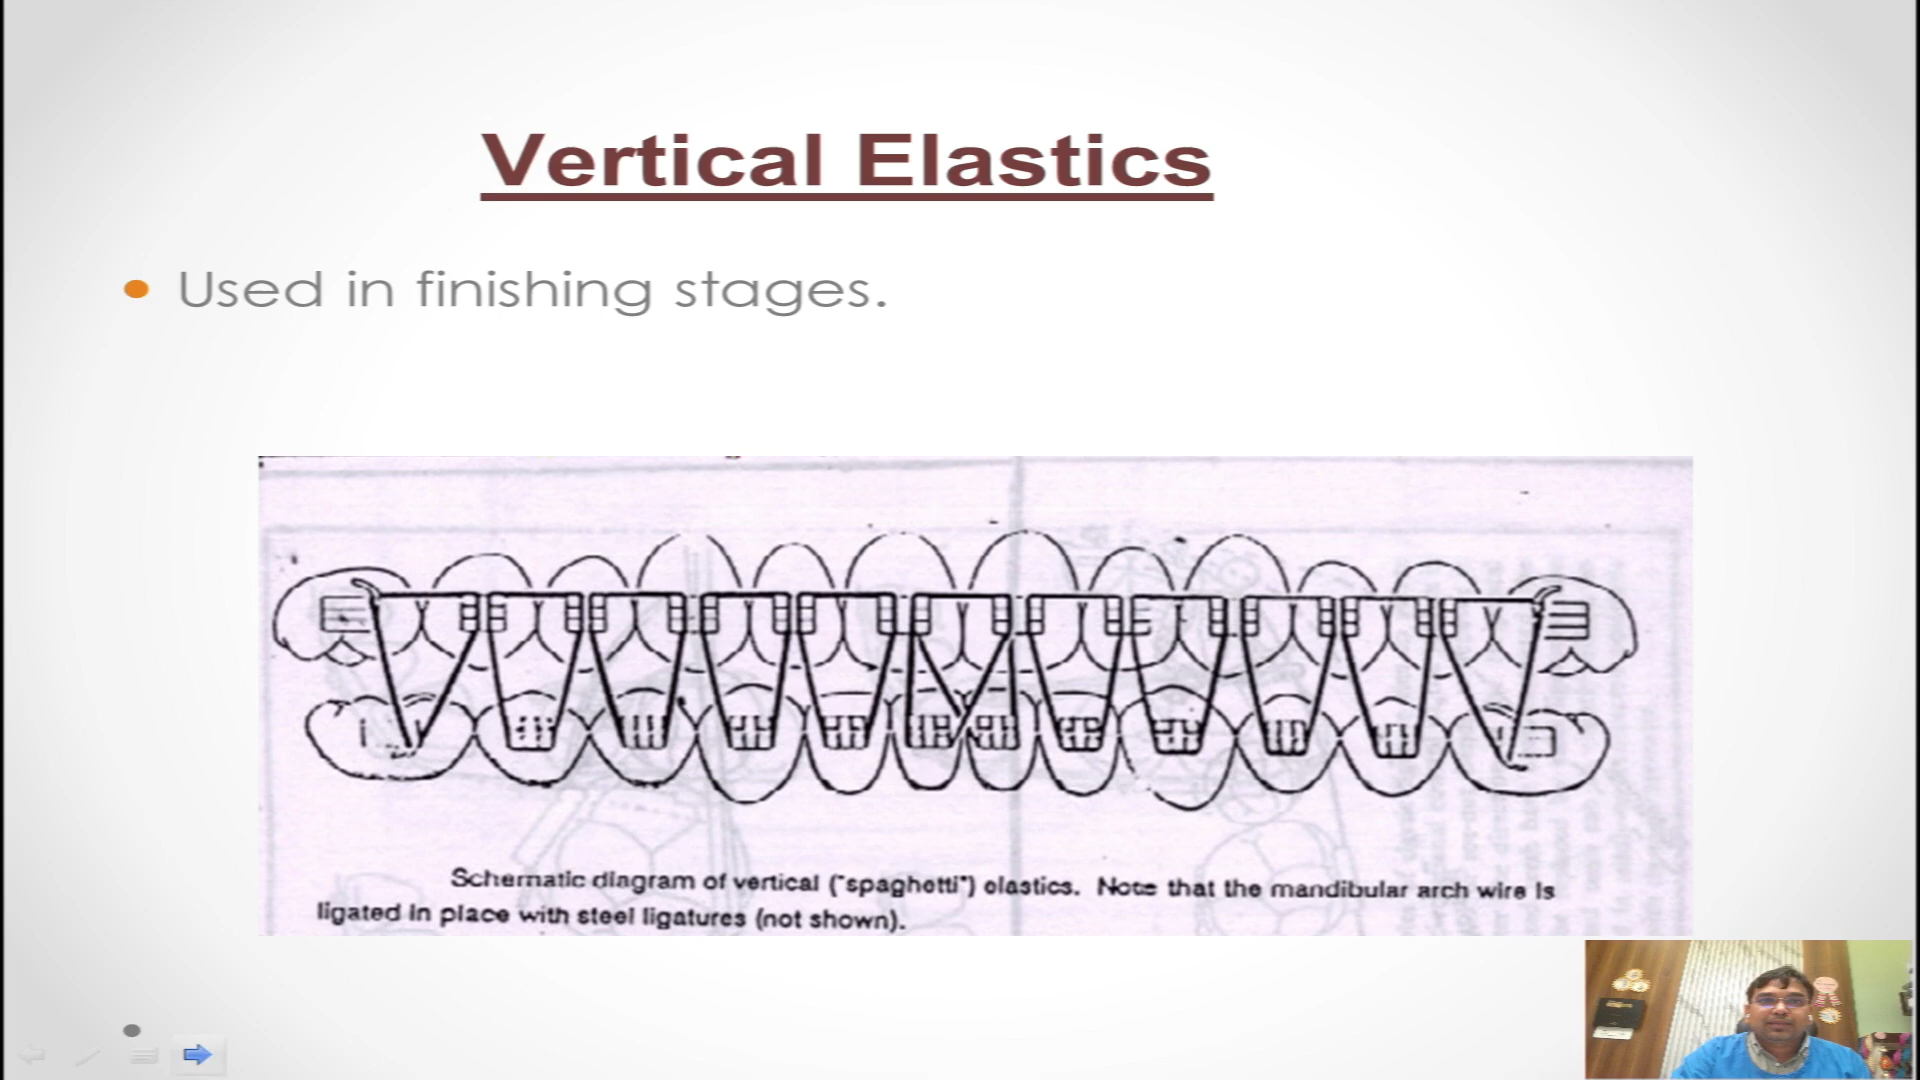 Vertical Elastics
Used in finishing stages.
Schematic diagram of vertical ("spaghetti") elastics. Note that the mandibular arch wire is
ligated in place with steel ligatures (not shown).